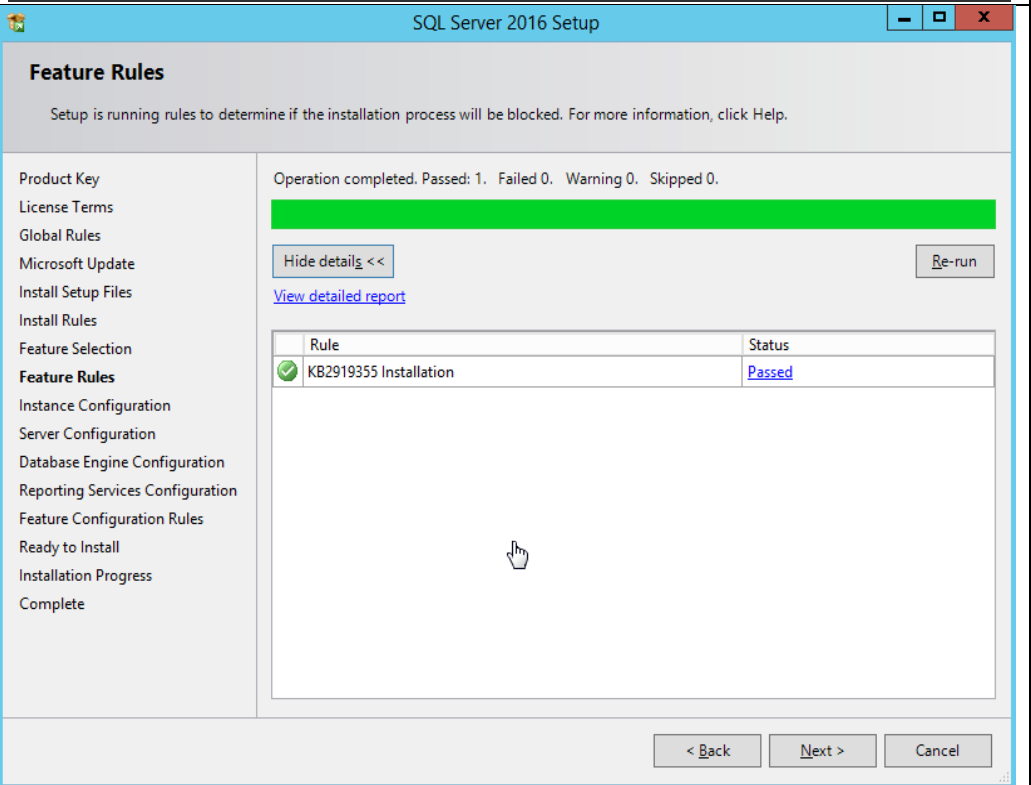 SQL Server 2016 Setup
Feature Rules
Setup is running rules to determine if the installation process will be blocked. For more information, click Help.
Product Key
License Terms
Global Rules
Microsoft Update
Install Setup Files
Install Rules
Feature Selection
Feature Rules
Instance Configuration
Server Configuration
Database Engine Configuration
Reporting Services Configuration
Feature Configuration Rules
Ready to Install
Installation Progress
Complete
Operation completed. Passed: 1. Failed 0. Warning 0. Skipped 0.
Hide details << Re-run
View detailed report
Rule Status
KB2919355 Installation Passed
< Back Next > Cancel